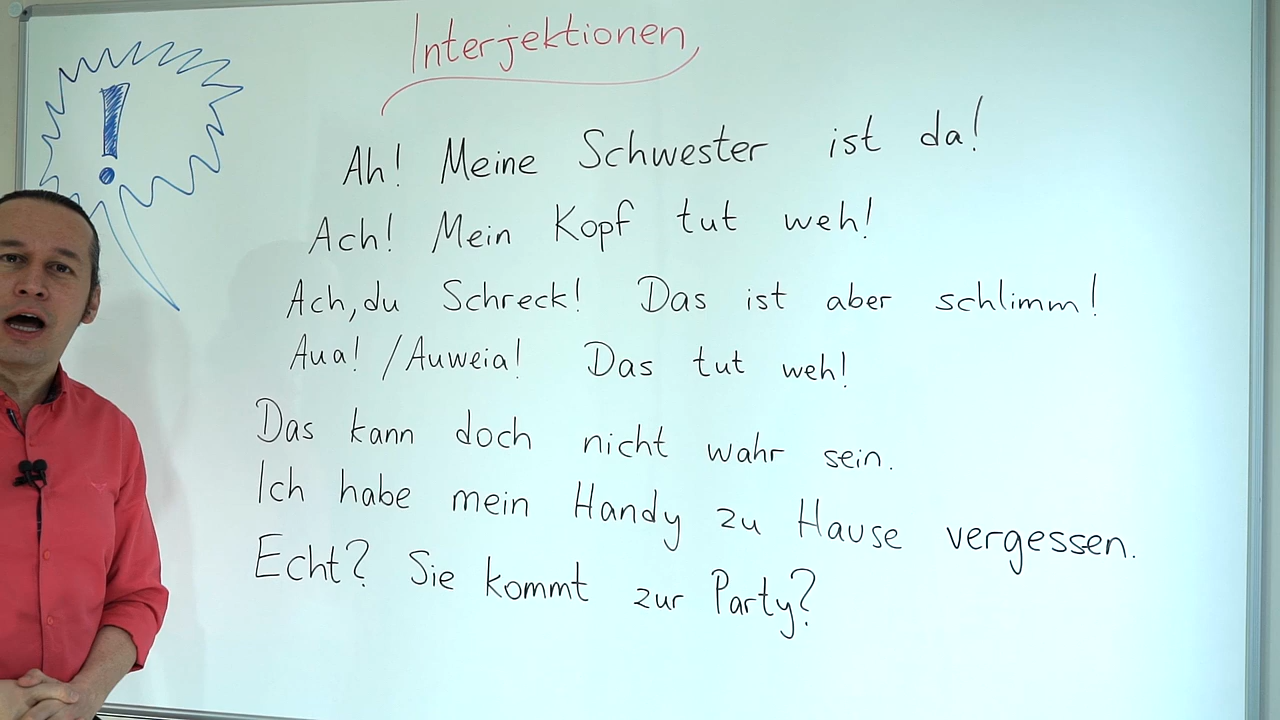 Interjektionen
!
Ah! Meine Schwester ist da!
Ach! Mein Kopf tut weh!
Ach, du Schreck! Das ist aber schlimm!
Aua! / Auweia! Das tut weh!
Das kann doch nicht wahr sein.
Ich habe mein Handy zu Hause vergessen.
Echt? Sie kommt zur Party?